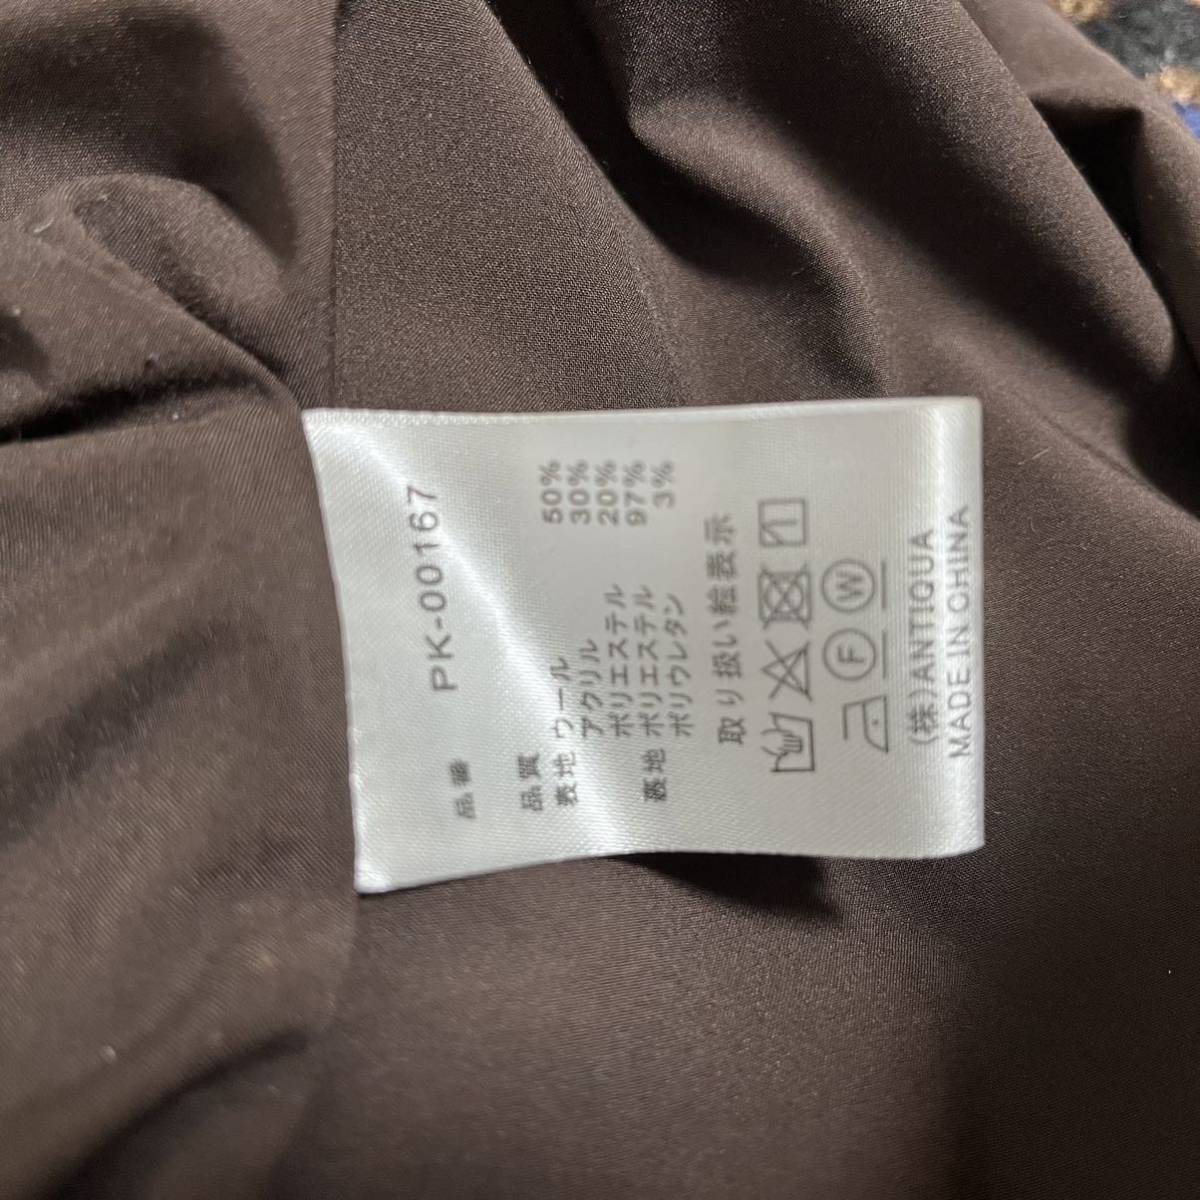 品番 PK-00167
品質
表地 ウール 50%
アクリル 30%
ポリエステル 20%
裏地 ポリエステル 97%
ポリウレタン 3%
取り扱い絵表示
F W
(株)ANTIQUA
MADE IN CHINA